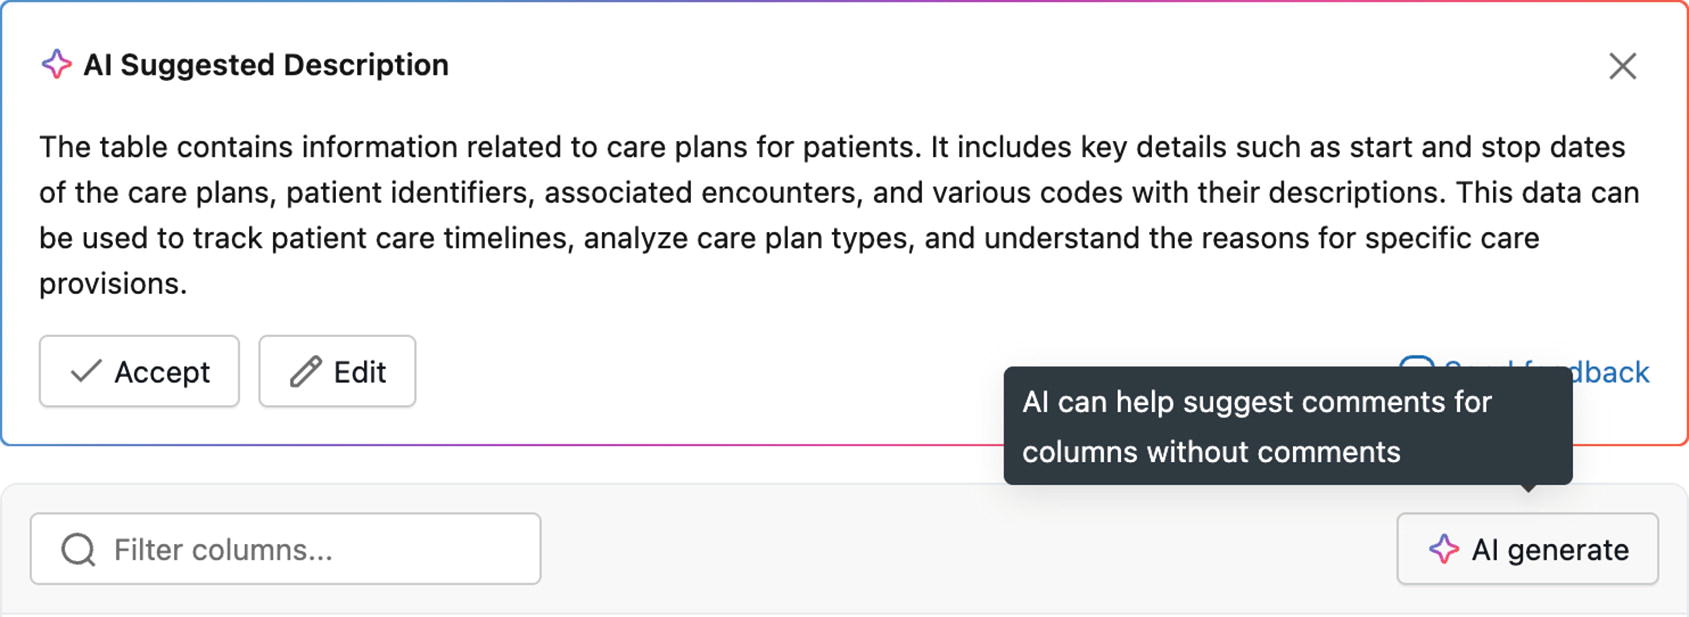 AI Suggested Description
The table contains information related to care plans for patients. It includes key details such as start and stop dates
of the care plans, patient identifiers, associated encounters, and various codes with their descriptions. This data can
be used to track patient care timelines, analyze care plan types, and understand the reasons for specific care
provisions.
Accept
Edit
Send feedback
AI can help suggest comments for
columns without comments
Filter columns...
AI generate